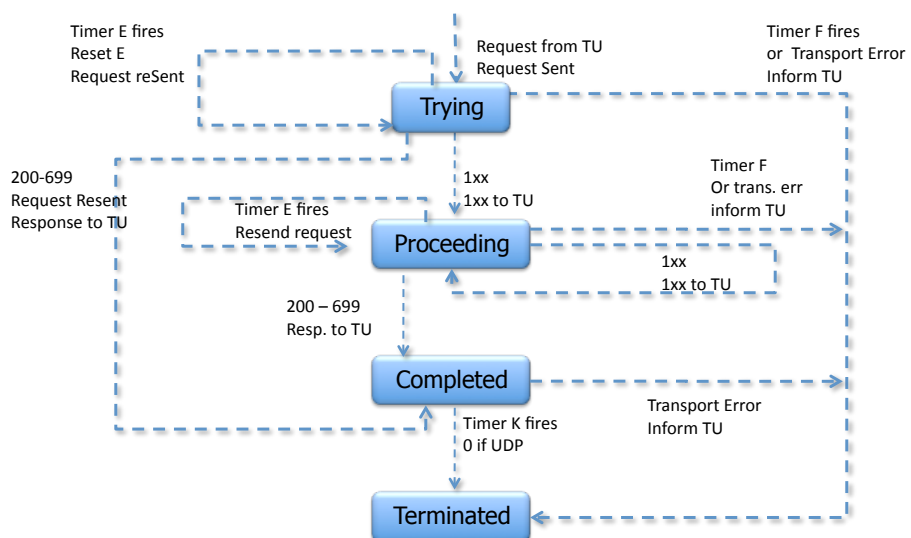 Timer E fires
Reset E
Request reSent
Request from TU
Request Sent
Timer F fires
or Transport Error
Inform TU
Trying
200-699
Request Resent
Response to TU
1xx
1xx to TU
Timer F
Or trans. err
inform TU
Timer E fires
Resend request
Proceeding
1xx
1xx to TU
200 – 699
Resp. to TU
Completed
Transport Error
Inform TU
Timer K fires
0 if UDP
Terminated